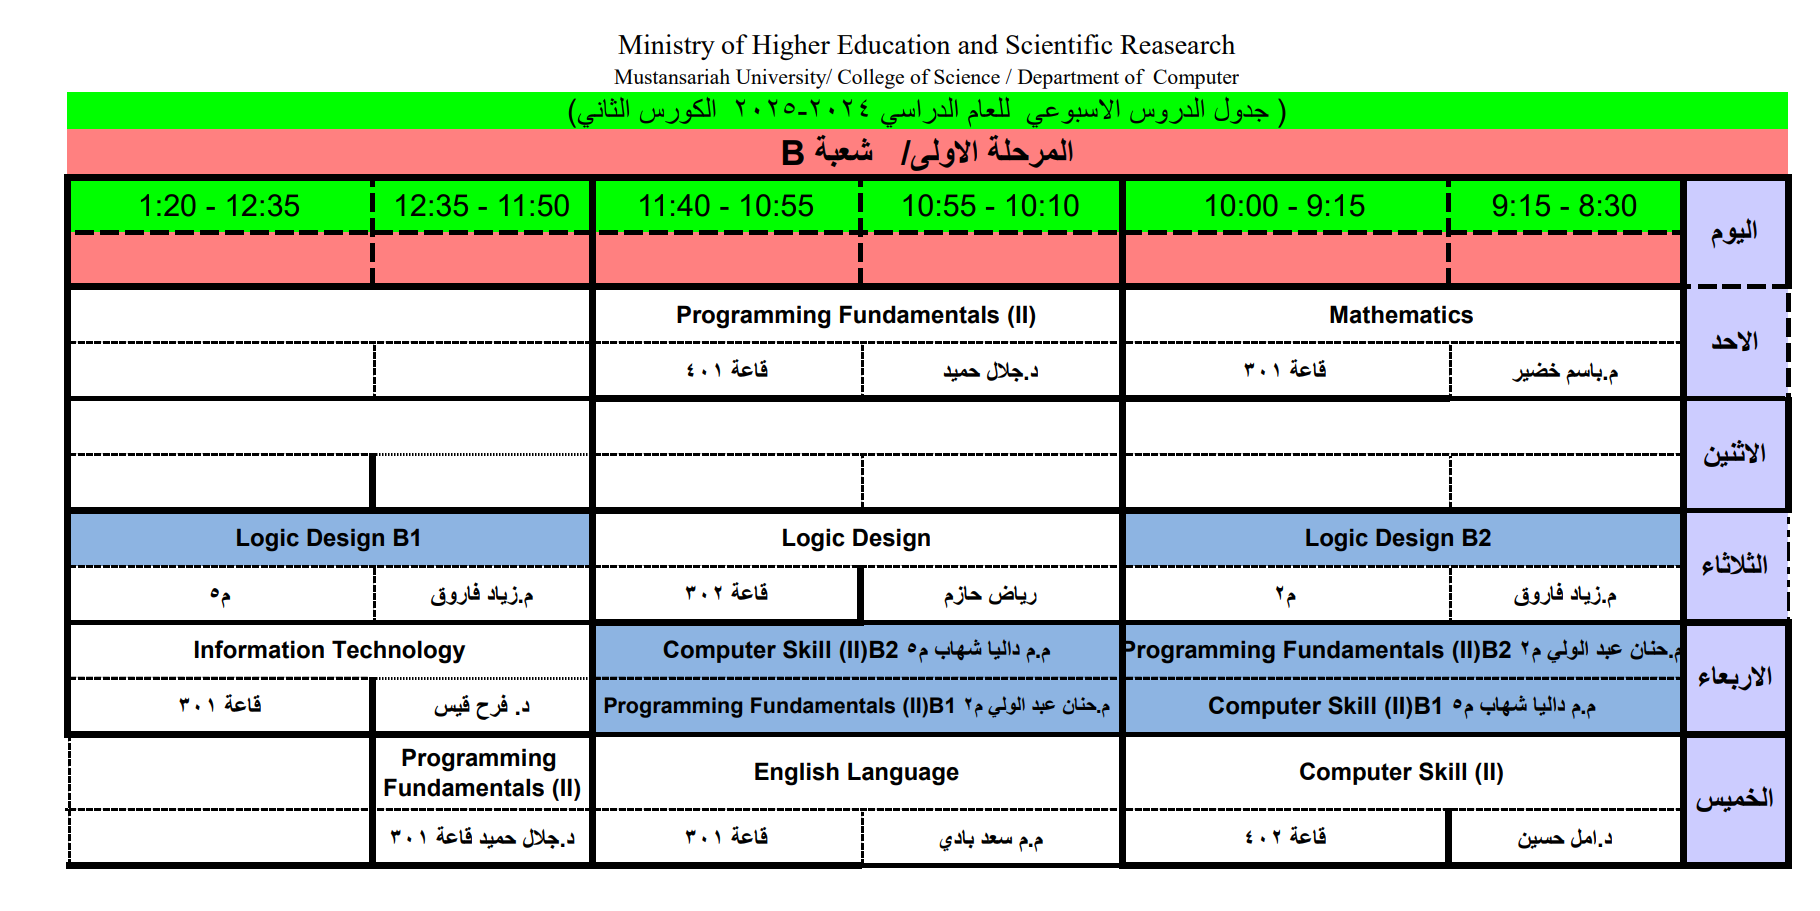 Ministry of Higher Education and Scientific Reasearch
Mustansariah University/ College of Science / Department of Computer
( جدول الدروس الاسبوعي للعام الدراسي ٢٠٢٤-٢٠٢٥ الكورس الثاني)
المرحلة الاولى/ شعبة B
اليوم
9:15 - 8:30
10:00 - 9:15
10:55 - 10:10
11:40 - 10:55
12:35 - 11:50
1:20 - 12:35
الاحد
Mathematics
م.باسم خضير
قاعة ٣٠١
Programming Fundamentals (II)
د.جلال حميد
قاعة ٤٠١
الاثنين
الثلاثاء
Logic Design B2
م.زياد فاروق
م٢
Logic Design
رياض حازم
قاعة ٣٠٢
Logic Design B1
م.زياد فاروق
م٥
الاربعاء
Programming Fundamentals (II)B2 م.حنان عبد الولي م٢
Computer Skill (II)B1 م.م داليا شهاب م٥
Computer Skill (II)B2 م.م داليا شهاب م٥
Programming Fundamentals (II)B1 م.حنان عبد الولي م٢
Information Technology
د. فرح قيس
قاعة ٣٠١
الخميس
Computer Skill (II)
د.امل حسين
قاعة ٤٠٢
English Language
م.م سعد بادي
قاعة ٣٠١
Programming
Fundamentals (II)
د.جلال حميد قاعة ٣٠١